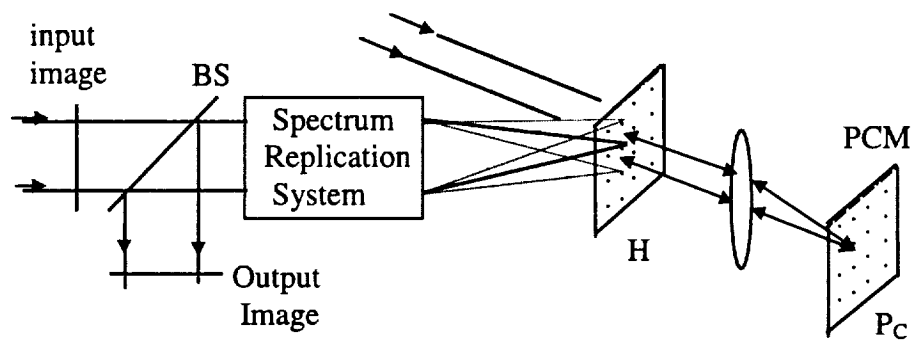 input
image
BS
Spectrum
Replication
System
PCM
H
Output
Image
PC